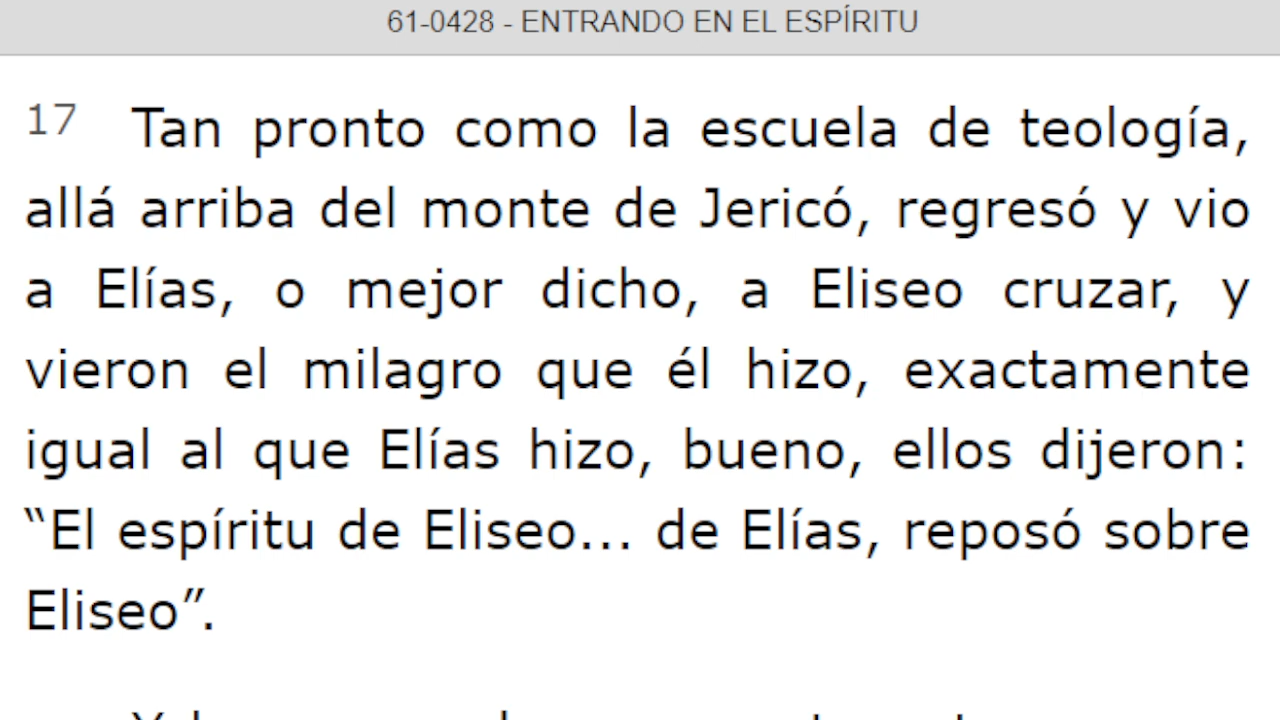 61-0428 - ENTRANDO EN EL ESPÍRITU
17 Tan pronto como la escuela de teología,
allá arriba del monte de Jericó, regresó y vio
a Elías, o mejor dicho, a Eliseo cruzar, y
vieron el milagro que él hizo, exactamente
igual al que Elías hizo, bueno, ellos dijeron:
“El espíritu de Eliseo... de Elías, reposó sobre
Eliseo”.